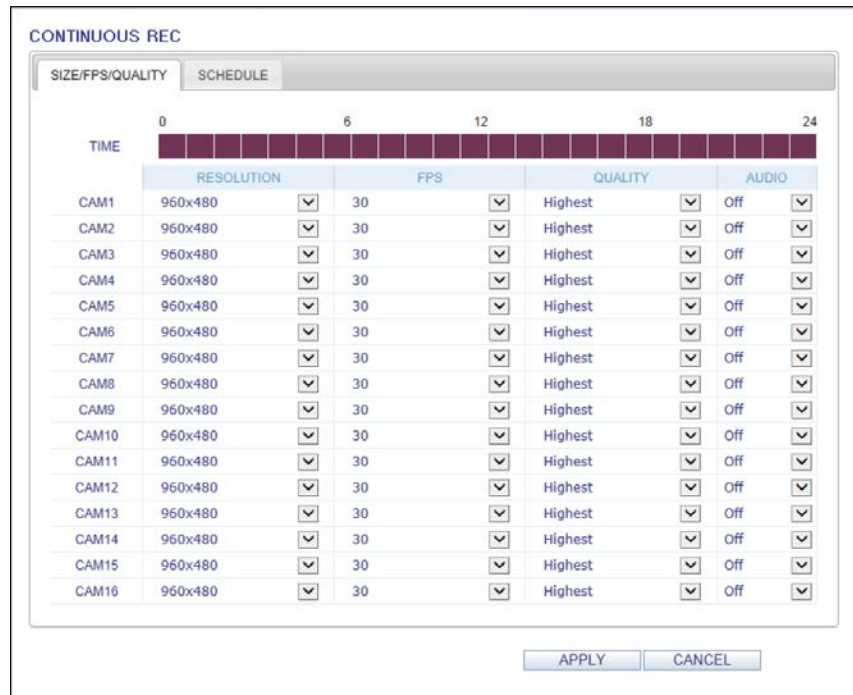 CONTINUOUS REC
SIZE/FPS/QUALITY SCHEDULE
0 6 12 18 24
TIME
RESOLUTION FPS QUALITY AUDIO
CAM1 960x480 30 Highest Off
CAM2 960x480 30 Highest Off
CAM3 960x480 30 Highest Off
CAM4 960x480 30 Highest Off
CAM5 960x480 30 Highest Off
CAM6 960x480 30 Highest Off
CAM7 960x480 30 Highest Off
CAM8 960x480 30 Highest Off
CAM9 960x480 30 Highest Off
CAM10 960x480 30 Highest Off
CAM11 960x480 30 Highest Off
CAM12 960x480 30 Highest Off
CAM13 960x480 30 Highest Off
CAM14 960x480 30 Highest Off
CAM15 960x480 30 Highest Off
CAM16 960x480 30 Highest Off
APPLY CANCEL